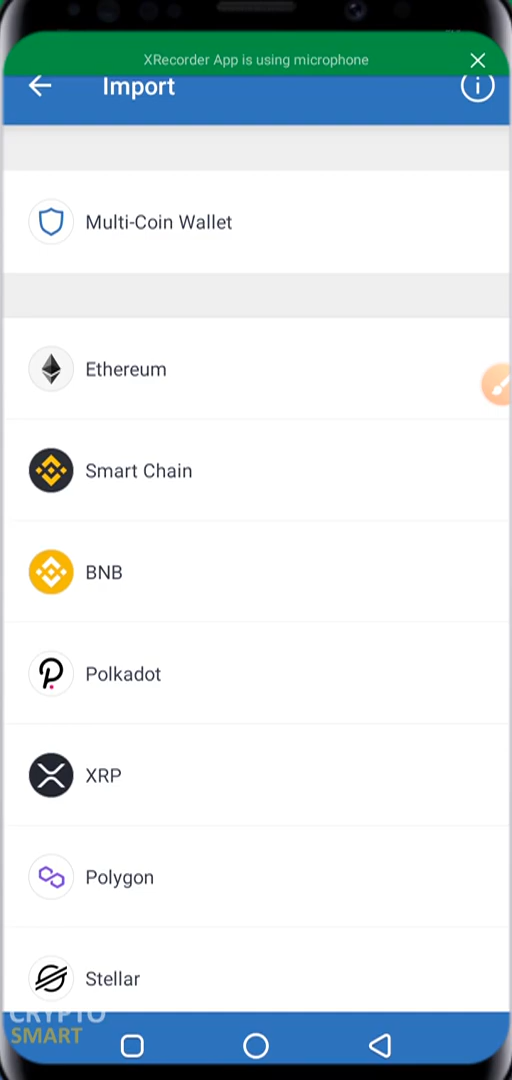 XRecorder App is using microphone
Import
Multi-Coin Wallet
Ethereum
Smart Chain
BNB
Polkadot
XRP
Polygon
Stellar
CRYPTO
SMART